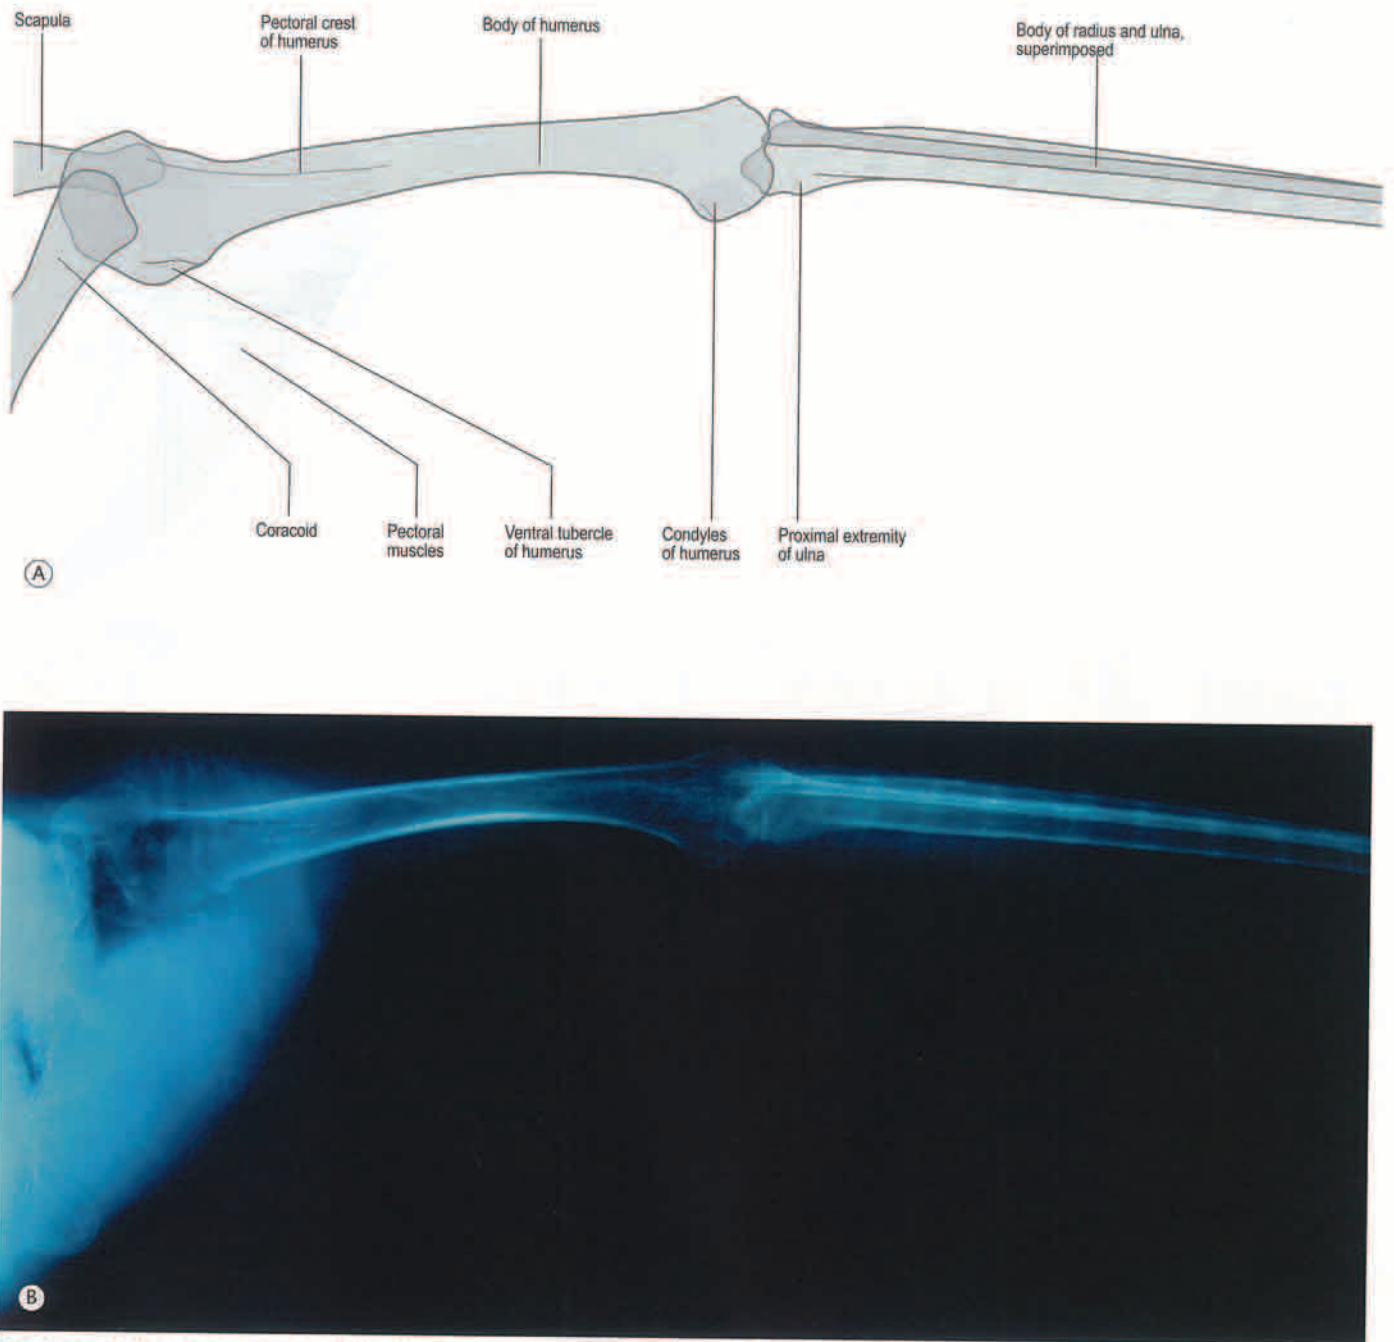 Scapula
Pectoral crest
of humerus
Body of humerus
Body of radius and ulna,
superimposed
Coracoid
Pectoral
muscles
Ventral tubercle
of humerus
Condyles
of humerus
Proximal extremity
of ulna
A
B